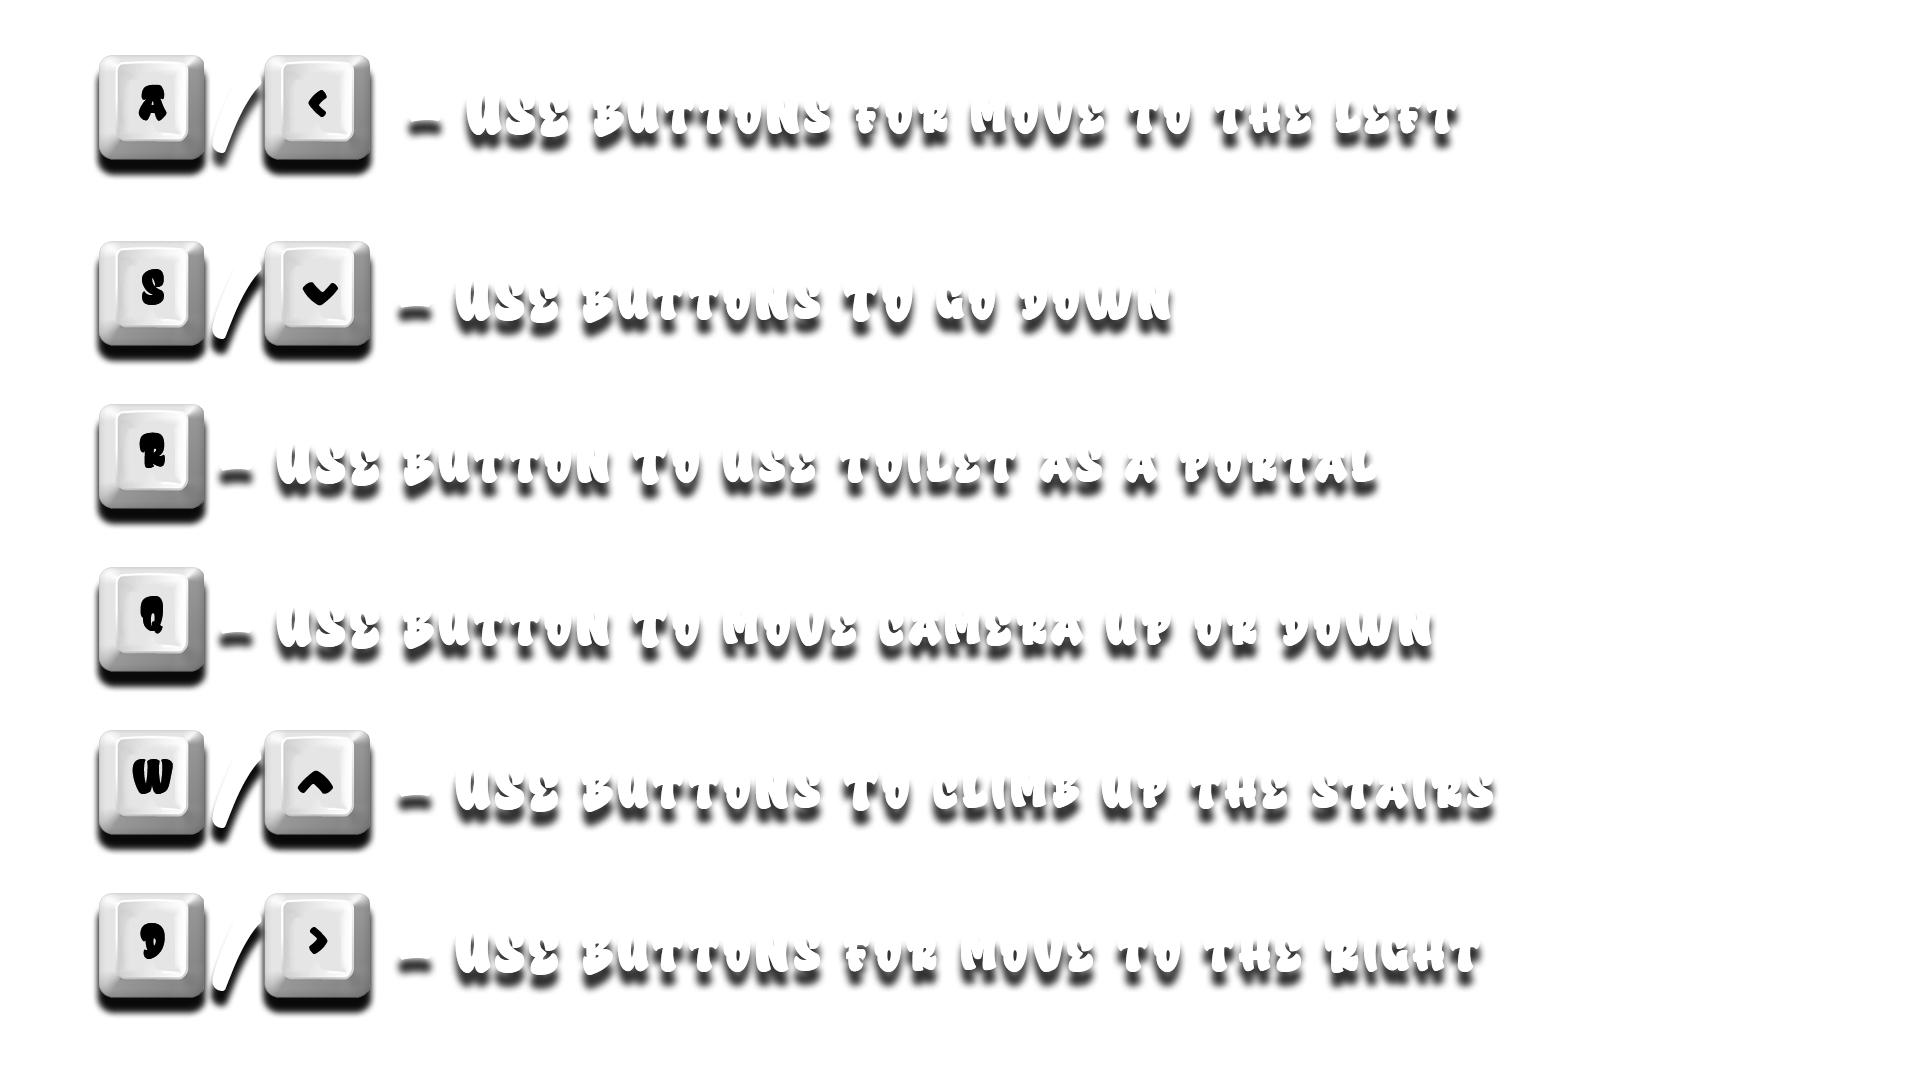 A / < - USE BUTTONS FOR MOVE TO THE LEFT
S / ⌄ - USE BUTTONS TO GO DOWN
R - USE BUTTON TO USE TOILET AS A PORTAL
Q - USE BUTTON TO MOVE CAMERA UP OR DOWN
W / ^ - USE BUTTONS TO CLIMB UP THE STAIRS
D / > - USE BUTTONS FOR MOVE TO THE RIGHT